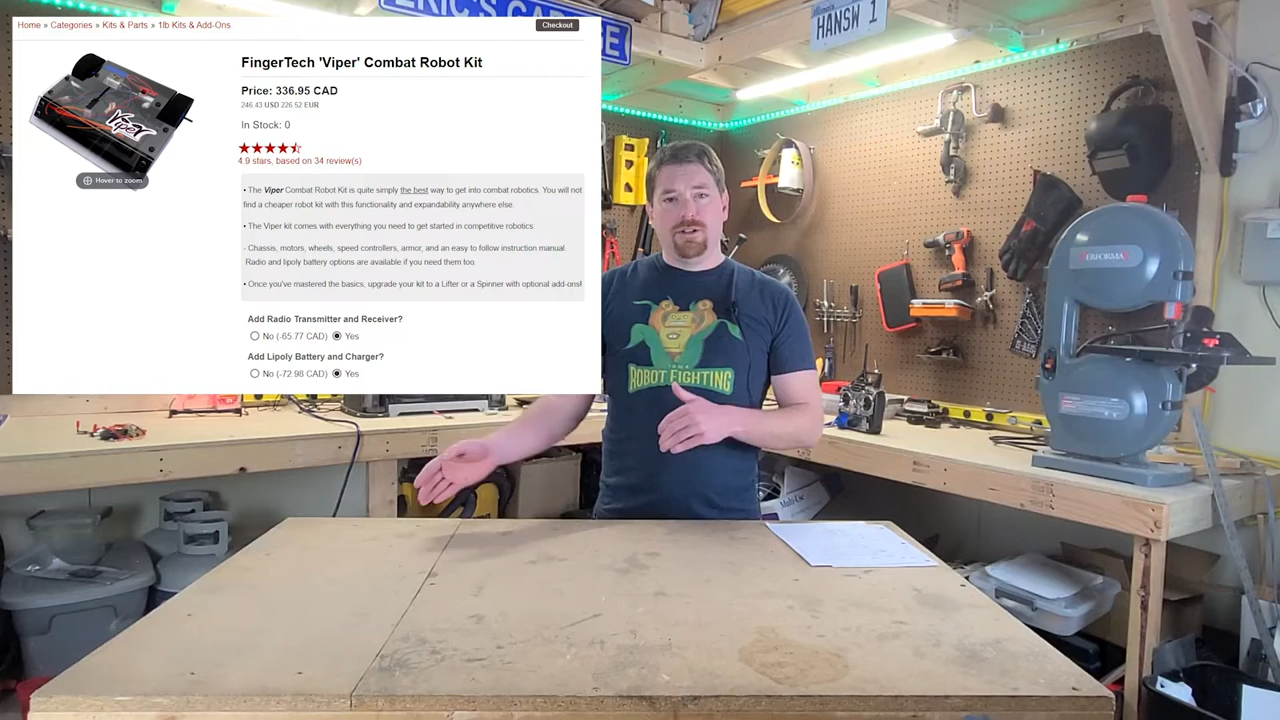 Home » Categories » Kits & Parts » 1lb Kits & Add-Ons
Checkout
FingerTech 'Viper' Combat Robot Kit
Price: 336.95 CAD
246.43 USD 226.52 EUR
In Stock: 0
4.9 stars, based on 34 review(s)
Viper
Hover to zoom
• The Viper Combat Robot Kit is quite simply the best way to get into combat robotics. You will not
find a cheaper robot kit with this functionality and expandability anywhere else.
• The Viper kit comes with everything you need to get started in competitive robotics.
- Chassis, motors, wheels, speed controllers, armor, and an easy to follow instruction manual.
Radio and lipoly battery options are available if you need them too.
• Once you've mastered the basics, upgrade your kit to a Lifter or a Spinner with optional add-ons!
Add Radio Transmitter and Receiver?
No (-65.77 CAD) Yes
Add Lipoly Battery and Charger?
No (-72.98 CAD) Yes
ERIC'S
HANSW 1
ROBOT FIGHTING
PERFORMAX